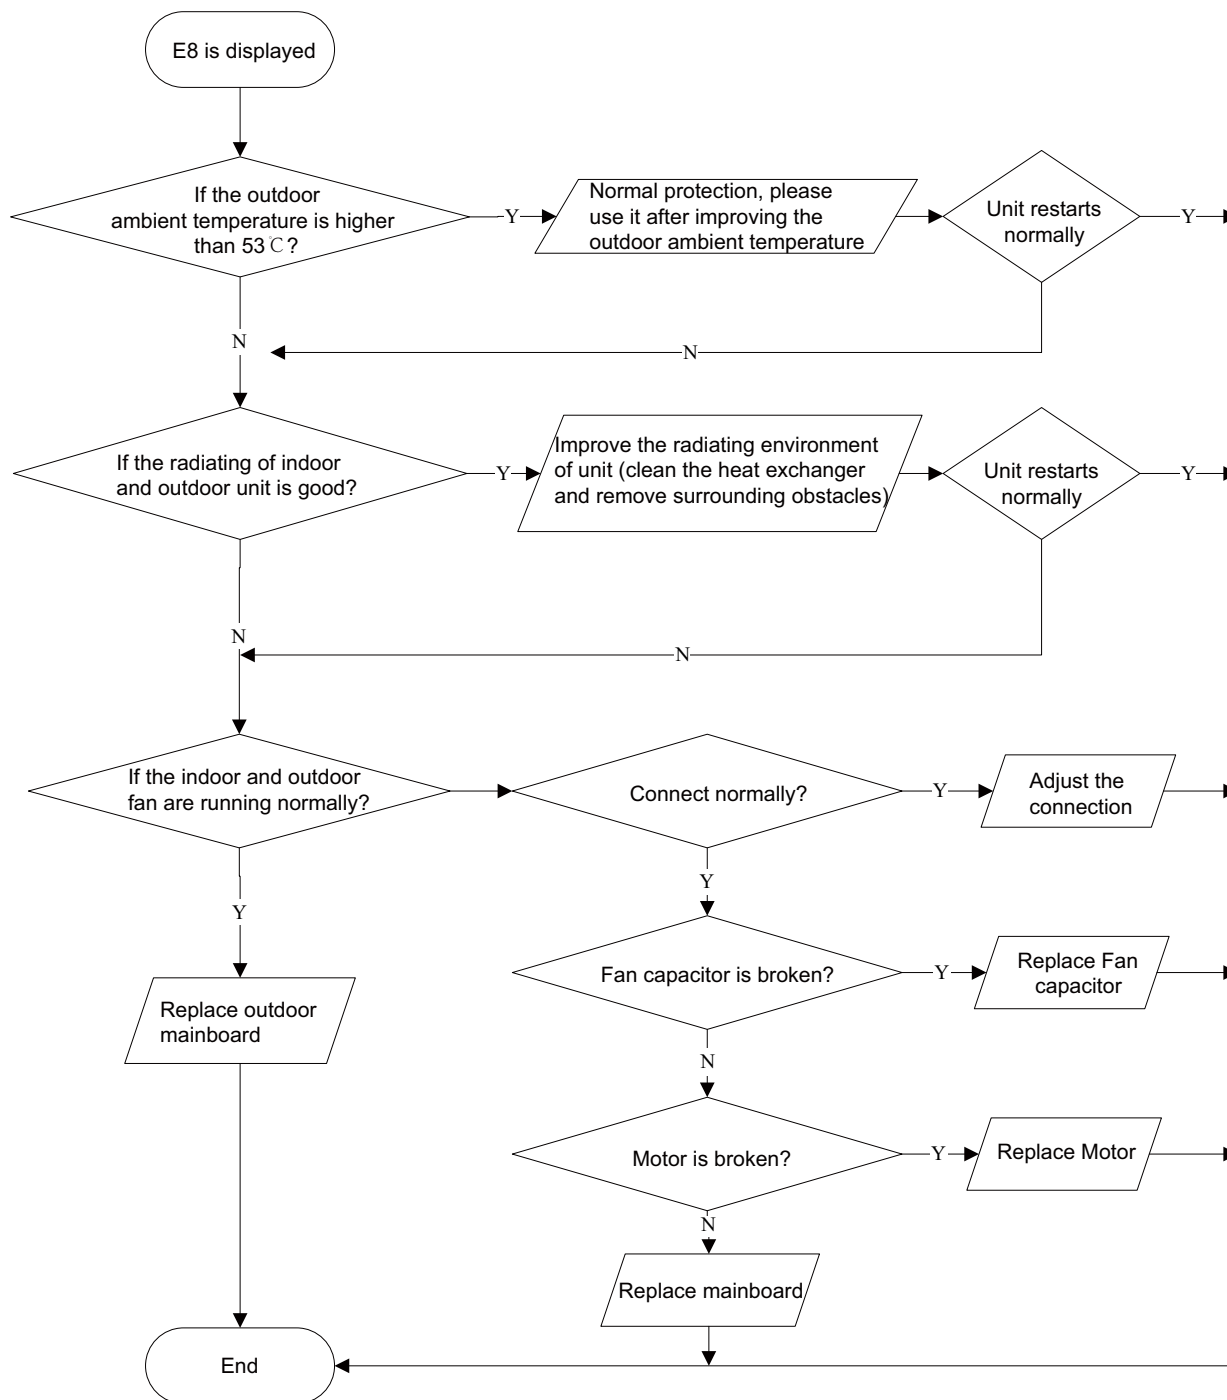 E8 is displayed
If the outdoor
ambient temperature is higher
than 53℃?
Y
Normal protection, please
use it after improving the
outdoor ambient temperature
Unit restarts
normally
Y
N
N
If the radiating of indoor
and outdoor unit is good?
Y
Improve the radiating environment
of unit (clean the heat exchanger
and remove surrounding obstacles)
Unit restarts
normally
Y
N
N
If the indoor and outdoor
fan are running normally?
Connect normally?
Y
Adjust the
connection
Y
Y
Fan capacitor is broken?
Y
Replace Fan
capacitor
Replace outdoor
mainboard
N
Motor is broken?
Y
Replace Motor
N
Replace mainboard
End